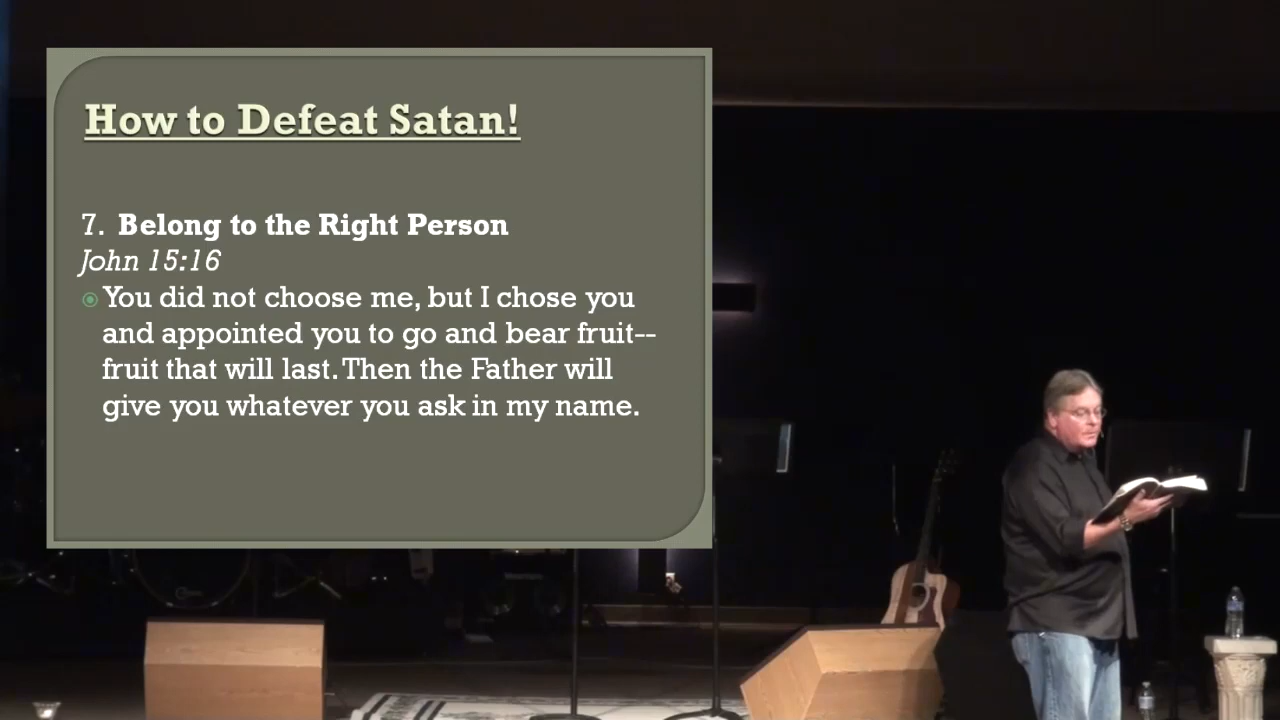 How to Defeat Satan!
7. Belong to the Right Person
John 15:16
You did not choose me, but I chose you
and appointed you to go and bear fruit--
fruit that will last. Then the Father will
give you whatever you ask in my name.